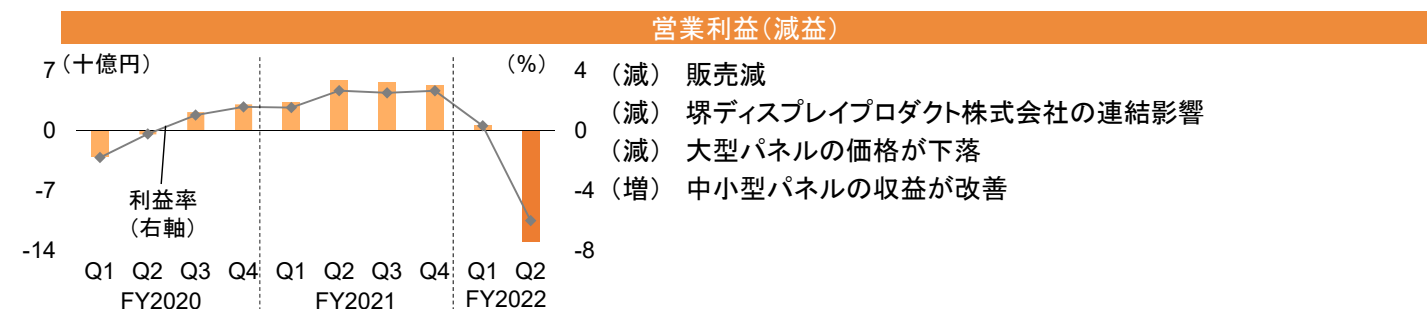 営業利益(減益)
7 (十億円) (%) 4
0 0
-7 -4
-14 -8
利益率
(右軸)
Q1 Q2 Q3 Q4 Q1 Q2 Q3 Q4 Q1 Q2
FY2020 FY2021 FY2022
(減) 販売減
(減) 堺ディスプレイプロダクト株式会社の連結影響
(減) 大型パネルの価格が下落
(増) 中小型パネルの収益が改善